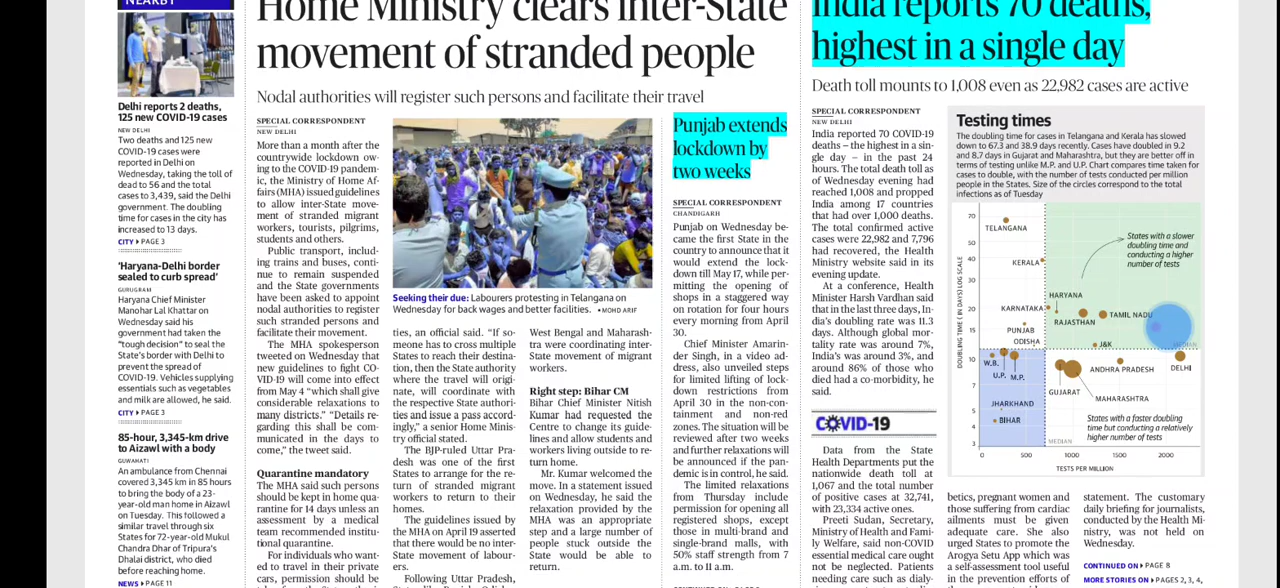 NEARBY
Delhi reports 2 deaths,
125 new COVID-19 cases
NEW DELHI
Two deaths and125 new
COVID-19 cases were
reported in Delhi on
Wednesday, taking the toll of
dead to 56 and the total
cases to 3,439, said the Delhi
government. The doubling
time for cases in the city has
increased to 13 days.
CITY PAGE 3
'Haryana-Delhi border
sealed to curb spread'
GURUGRAM
Haryana Chief Minister
Manohar Lal Khattar on
Wednesday said his
government had taken the
"tough decision" to seal the
State's border with Delhi to
prevent the spread of
COVID-19. Vehicles supplying
essentials such as vegetables
and milk are allowed, he said.
CITY PAGE 3
85-hour, 3,345-km drive
to Aizawl with a body
GUWAHATI
An ambulance from Chennai
covered 3,345 km in 85 hours
to bring the body of a 23-
year-old man home in Aizawl
on Tuesday. This followed a
similar travel through six
States for 72-year-old Mukul
Chandra Dhar of Tripura's
Dhalai district, who died
before reaching home.
NEWS PAGE 11
Home Ministry clears inter-State
movement of stranded people
Nodal authorities will register such persons and facilitate their travel
SPECIAL CORRESPONDENT
NEW DELHI
More than a month after the
countrywide lockdown ow-
ing to the COVID-19 pandem-
ic, the Ministry of Home Af-
fairs (MHA) issued guidelines
to allow inter-State move-
ment of stranded migrant
workers, tourists, pilgrims,
students and others.
Public transport, includ-
ing trains and buses, contin-
ue to remain suspended
and the State governments
have been asked to appoint
nodal authorities to register
such stranded persons and
facilitate their movement.
The MHA spokesperson
tweeted on Wednesday that
new guidelines to fight CO-
VID-19 will come into effect
from May 4 "which shall give
considerable relaxations to
many districts." "Details re-
garding this shall be com-
municated in the days to
come," the tweet said.
Quarantine mandatory
The MHA said such persons
should be kept in home qua-
rantine for 14 days unless an
assessment by a medical
team recommended institu-
tional quarantine.
For individuals who want-
ed to travel in their private
cars, permission should be
Seeking their due: Labourers protesting in Telangana on
Wednesday for back wages and better facilities. MOHD ARIF
ties, an official said. "If so-
meone has to cross multiple
States to reach their destina-
tion, then the State authority
where the travel will origi-
nate, will coordinate with
the respective State authori-
ties and issue a pass accord-
ingly," a senior Home Minis-
try official stated.
The BJP-ruled Uttar Pra-
desh was one of the first
States to arrange for the re-
turn of stranded migrant
workers to return to their
homes.
The guidelines issued by
the MHA on April 19 asserted
that there would be no inter-
State movement of labour-
ers.
Following Uttar Pradesh,
West Bengal and Maharash-
tra were coordinating inter-
State movement of migrant
workers.
Right step: Bihar CM
Bihar Chief Minister Nitish
Kumar had requested the
Centre to change its guide-
lines and allow students and
workers living outside to re-
turn home.
Mr. Kumar welcomed the
move. In a statement issued
on Wednesday, he said the
relaxation provided by the
MHA was an appropriate
step and a large number of
people stuck outside the
State would be able to
return.
Punjab extends
lockdown by
two weeks
SPECIAL CORRESPONDENT
CHANDIGARH
Punjab on Wednesday be-
came the first State in the
country to announce that it
would extend the lock-
down till May 17, while per-
mitting the opening of
shops in a staggered way
on rotation for four hours
every morning from April
30.
Chief Minister Amarin-
der Singh, in a video ad-
dress, also unveiled steps
for limited lifting of lock-
down restrictions from
April 30 in the non-con-
tainment and non-red
zones. The situation will be
reviewed after two weeks
and further relaxations will
be announced if the pan-
demic is in control, he said.
The limited relaxations
from Thursday include
permission for opening all
registered shops, except
those in multi-brand and
single-brand malls, with
50% staff strength from 7
a.m. to 11 a.m.
India reports 70 deaths,
highest in a single day
Death toll mounts to 1,008 even as 22,982 cases are active
SPECIAL CORRESPONDENT
NEW DELHI
India reported 70 COVID-19
deaths – the highest in a sin-
gle day – in the past 24
hours. The total death toll as
of Wednesday evening had
reached 1,008 and propped
India among 17 countries
that had over 1,000 deaths.
The total confirmed active
cases were 22,982 and 7,796
had recovered, the Health
Ministry website said in its
evening update.
At a conference, Health
Minister Harsh Vardhan said
that in the last three days, In-
dia's doubling rate was 11.3
days. Although global mor-
tality rate was around 7%,
India's was around 3%, and
around 86% of those who
died had a co-morbidity, he
said.
COVID-19
Data from the State
Health Departments put the
nationwide death toll at
1,067 and the total number
of positive cases at 32,741,
with 23,334 active ones.
Preeti Sudan, Secretary,
Ministry of Health and Fami-
ly Welfare, said non-COVID
essential medical care ought
not be neglected. Patients
needing care such as dialy-
Testing times
The doubling time for cases in Telangana and Kerala has slowed
down to 67.3 and 38.9 days recently. Cases have doubled in 9.2
and 8.7 days in Gujarat and Maharashtra, but they are better off in
terms of testing unlike M.P. and U.P. Chart compares time taken for
cases to double, with the number of tests conducted per million
people in the States. Size of the circles correspond to the total
infections as of Tuesday
DOUBLING TIME (IN DAYS) LOG SCALE
70
50
40
30
20
15
10
5
4
3
TELANGANA
KERALA
States with a slower
doubling time and
conducting a higher
number of tests
HARYANA
KARNATAKA
RAJASTHAN
TAMIL NADU
PUNJAB
ODISHA
J&K
MEDIAN
W.B.
U.P.
M.P.
GUJARAT
ANDHRA PRADESH
DELHI
MAHARASHTRA
JHARKHAND
BIHAR
States with a faster doubling
time but conducting a relatively
higher number of tests
MEDIAN
0 500 1000 1500 2000
TESTS PER MILLION
betics, pregnant women and
those suffering from cardiac
ailments must be given
adequate care. She also
urged States to promote the
Arogya Setu App which was
a self-assessment tool useful
in the prevention efforts of
statement. The customary
daily briefing for journalists,
conducted by the Health Mi-
nistry, was not held on
Wednesday.
CONTINUED ON PAGE 8
MORE STORIES ON PAGES 2, 3, 4,